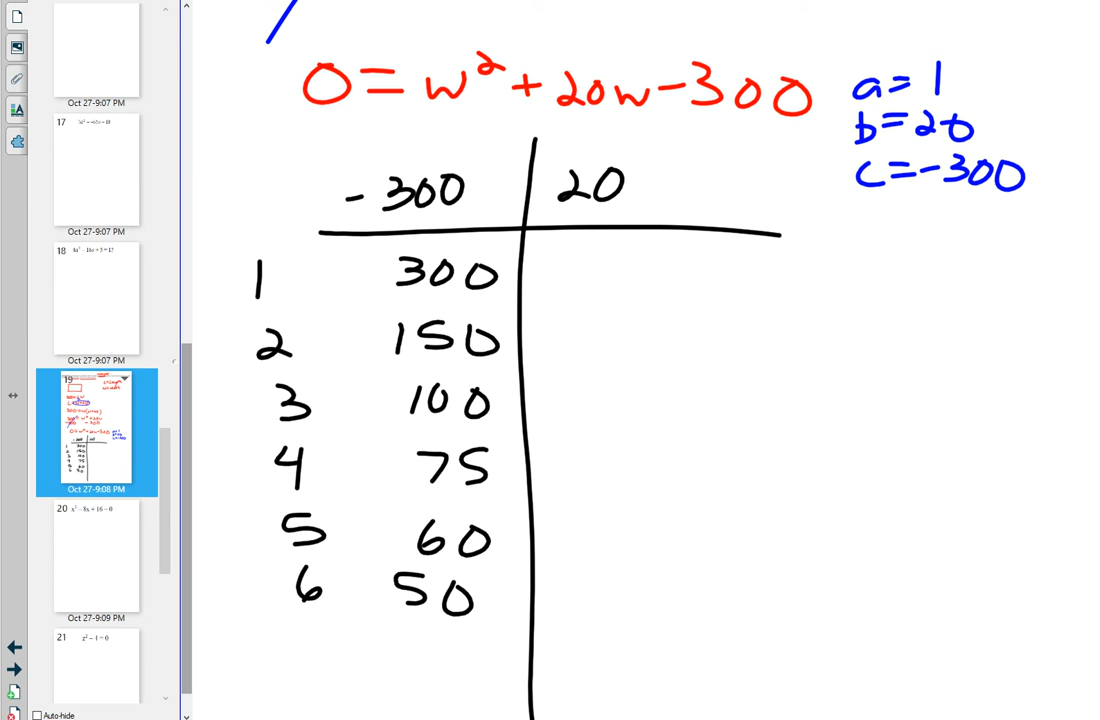 Oct 27-9:07 PM
17
Oct 27-9:07 PM
18
Oct 27-9:07 PM
19
Oct 27-9:08 PM
20 x² – 8x + 16 = 0
Oct 27-9:09 PM
21 z² – 4 = 0
Auto-hide
0 = w² + 20w - 300
a = 1
b = 20
c = -300
- 300 20
1 300
2 150
3 100
4 75
5 60
6 50